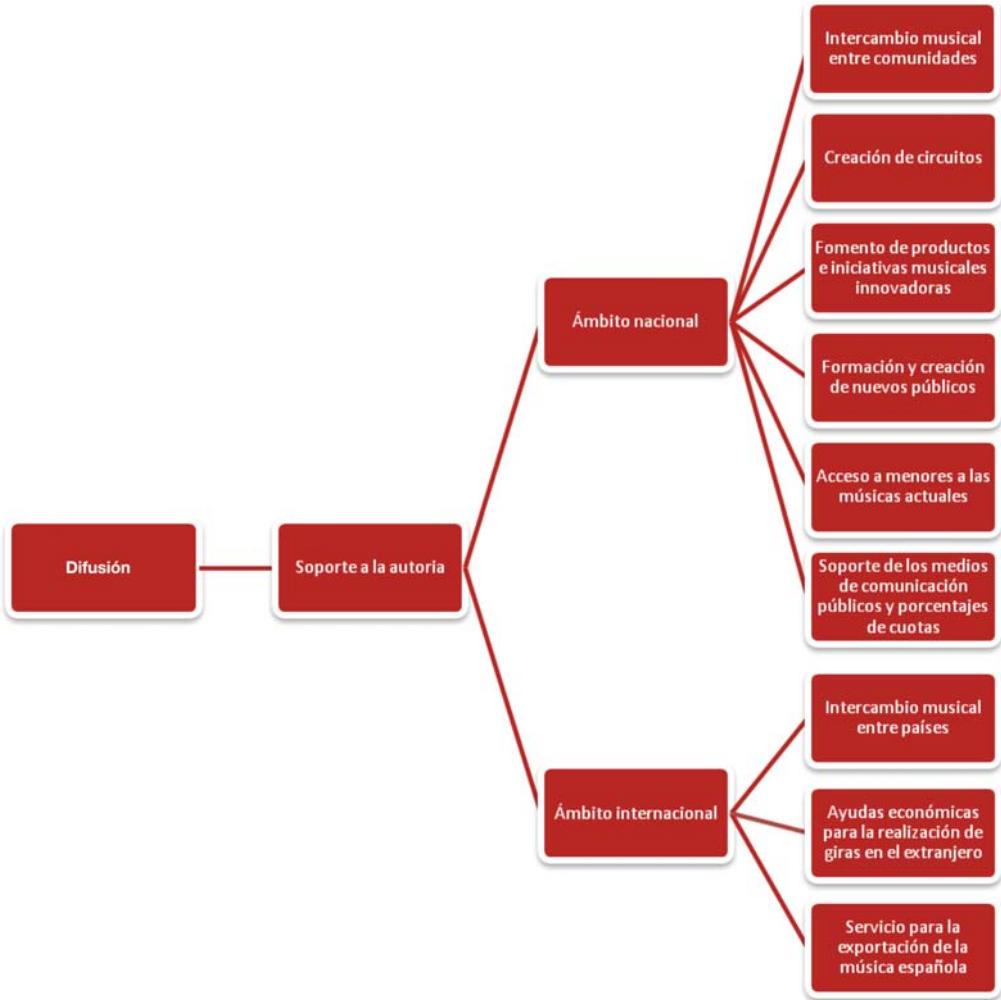 Difusión
Soporte a la autoria
Ámbito nacional
Intercambio musical
entre comunidades
Creación de circuitos
Fomento de productos
e iniciativas musicales
innovadoras
Formación y creación
de nuevos públicos
Acceso a menores a las
músicas actuales
Soporte de los medios
de comunicación
públicos y porcentajes
de cuotas
Ámbito internacional
Intercambio musical
entre países
Ayudas económicas
para la realización de
giras en el extranjero
Servicio para la
exportación de la
música española